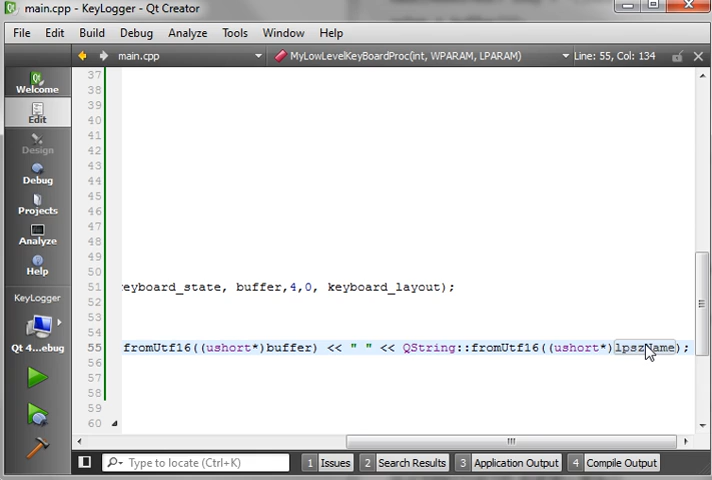 main.cpp - KeyLogger - Qt Creator
File Edit Build Debug Analyze Tools Window Help
main.cpp MyLowLevelKeyBoardProc(int, WPARAM, LPARAM) Line: 55, Col: 134
Welcome
Edit
Design
Debug
Projects
Analyze
Help
KeyLogger
Qt 4...ebug
37
38
39
40
41
42
43
44
45
46
47
48
49
50
51 eyboard_state, buffer,4,0, keyboard_layout);
52
53
54
55 fromUtf16((ushort*)buffer) << " " << QString::fromUtf16((ushort*)lpszName);
56
57
58
59
60
Type to locate (Ctrl+K) 1 Issues 2 Search Results 3 Application Output 4 Compile Output